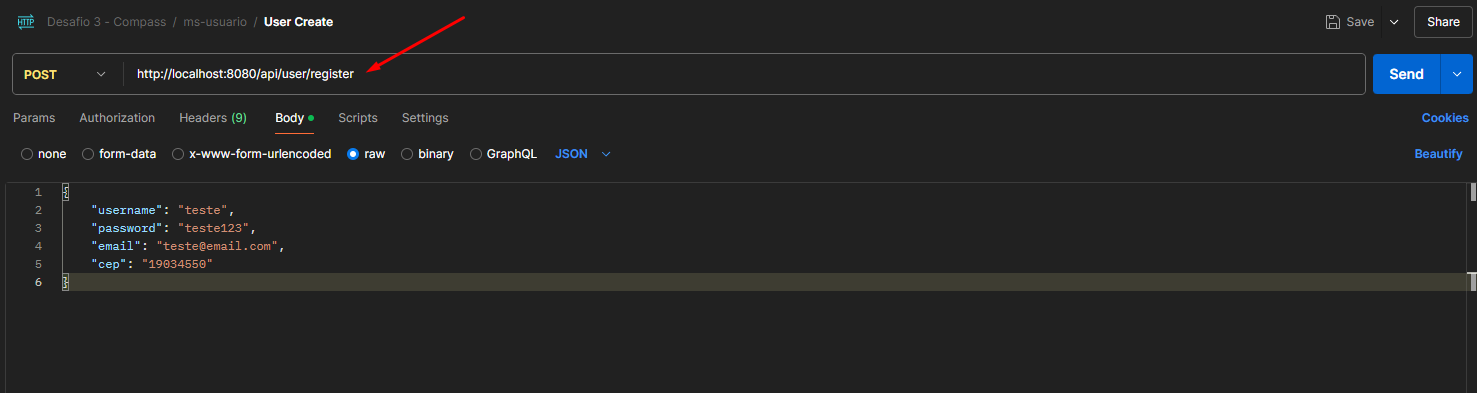 HTTP Desafio 3 - Compass / ms-usuario / User Create Save Share
POST http://localhost:8080/api/user/register Send
Params Authorization Headers (9) Body Scripts Settings Cookies
none form-data x-www-form-urlencoded raw binary GraphQL JSON Beautify
1 {
2 "username": "teste",
3 "password": "teste123",
4 "email": "teste@email.com",
5 "cep": "19034550"
6 }